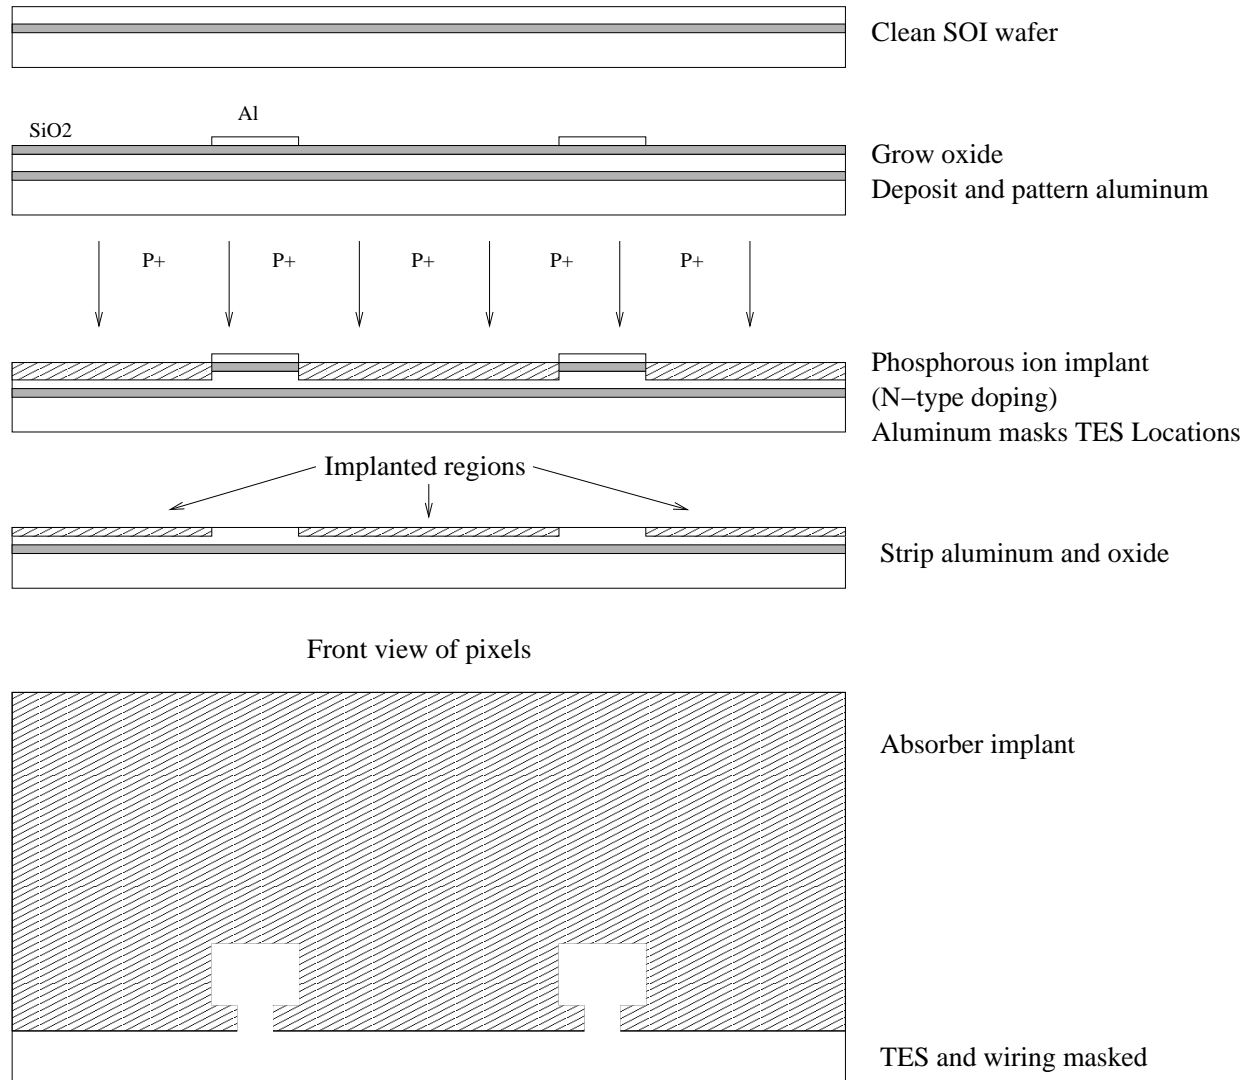 Clean SOI wafer
Al
SiO2
Grow oxide
Deposit and pattern aluminum
P+ P+ P+ P+ P+
Phosphorous ion implant
(N−type doping)
Aluminum masks TES Locations
Implanted regions
Strip aluminum and oxide
Front view of pixels
Absorber implant
TES and wiring masked